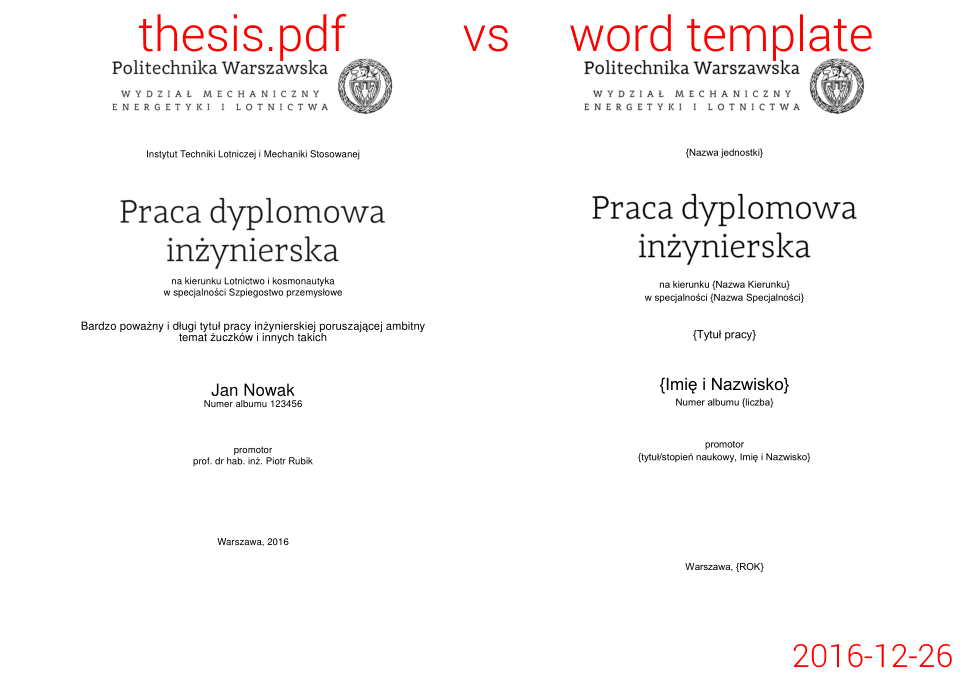 thesis.pdf vs word template
Politechnika Warszawska
WYDZIAŁ MECHANICZNY
ENERGETYKI I LOTNICTWA
Instytut Techniki Lotniczej i Mechaniki Stosowanej
Praca dyplomowa
inżynierska
na kierunku Lotnictwo i kosmonautyka
w specjalności Szpiegostwo przemysłowe
Bardzo poważny i długi tytuł pracy inżynierskiej poruszającej ambitny
temat żuczków i innych takich
Jan Nowak
Numer albumu 123456
promotor
prof. dr hab. inż. Piotr Rubik
Warszawa, 2016
Politechnika Warszawska
WYDZIAŁ MECHANICZNY
ENERGETYKI I LOTNICTWA
{Nazwa jednostki}
Praca dyplomowa
inżynierska
na kierunku {Nazwa Kierunku}
w specjalności {Nazwa Specjalności}
{Tytuł pracy}
{Imię i Nazwisko}
Numer albumu {liczba}
promotor
{tytuł/stopień naukowy, Imię i Nazwisko}
Warszawa, {ROK}
2016-12-26